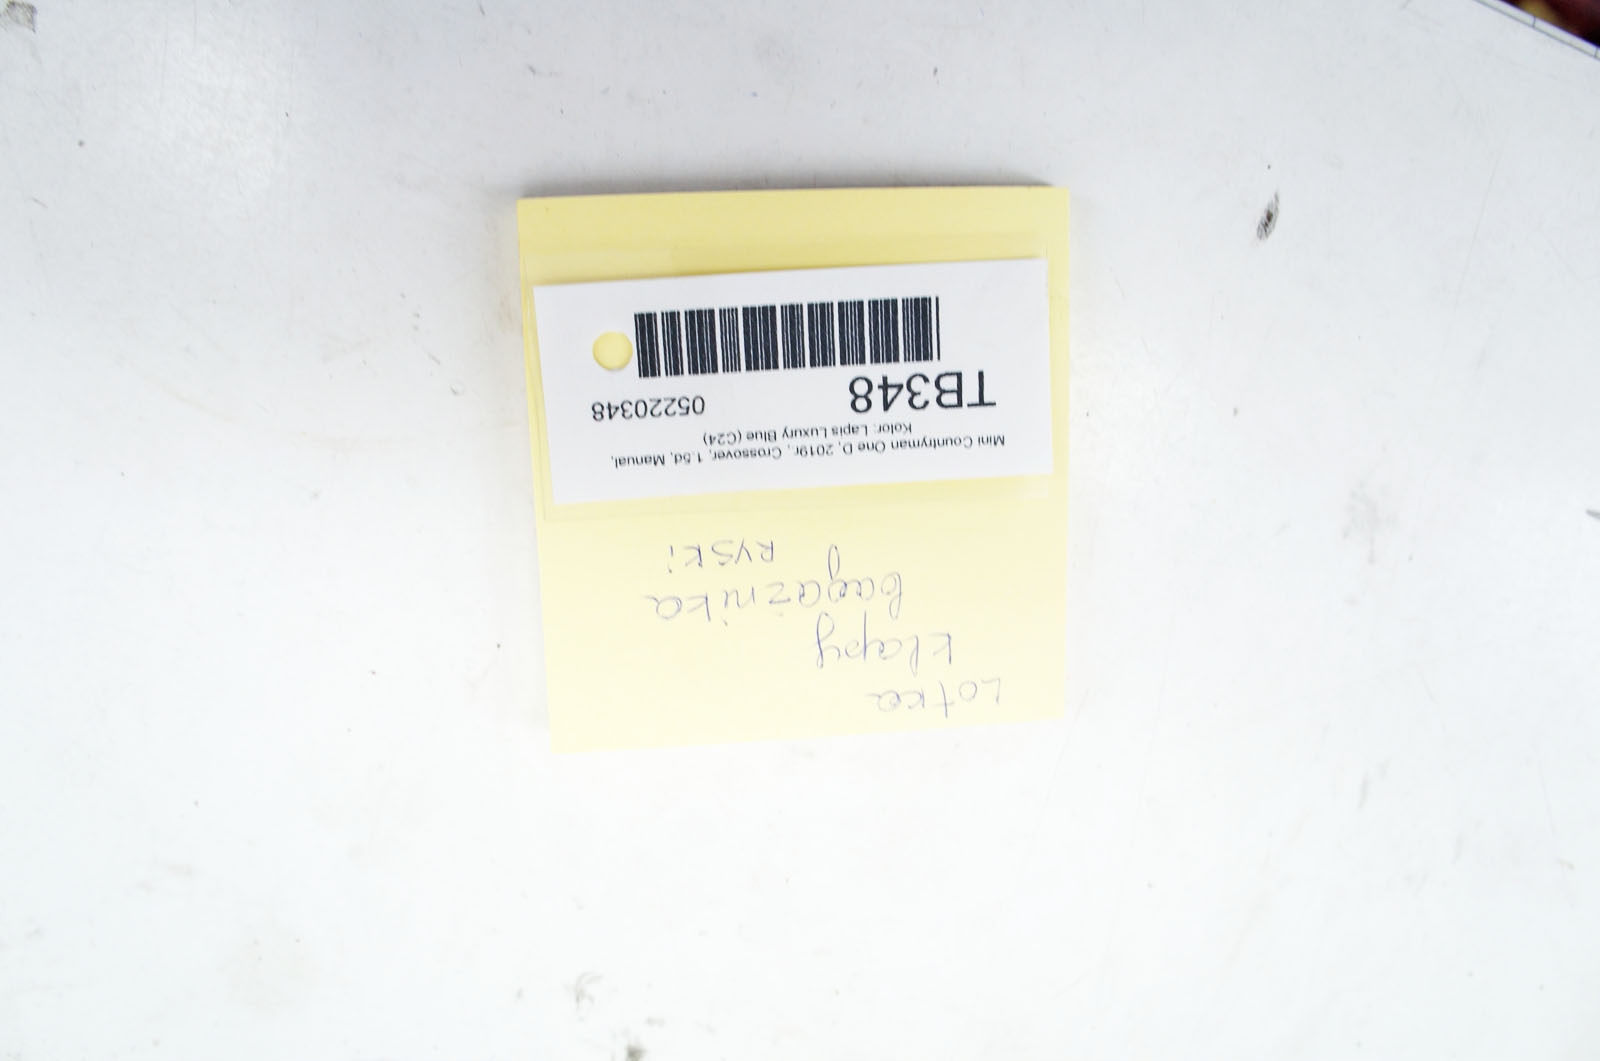 Lotka
klapy
bagażnika
RYSKi
Mini Countryman One D, 2019r., Crossover, 1.5d, Manual,
Kolor: Lapis Luxury Blue (C24)
TB348 05220348